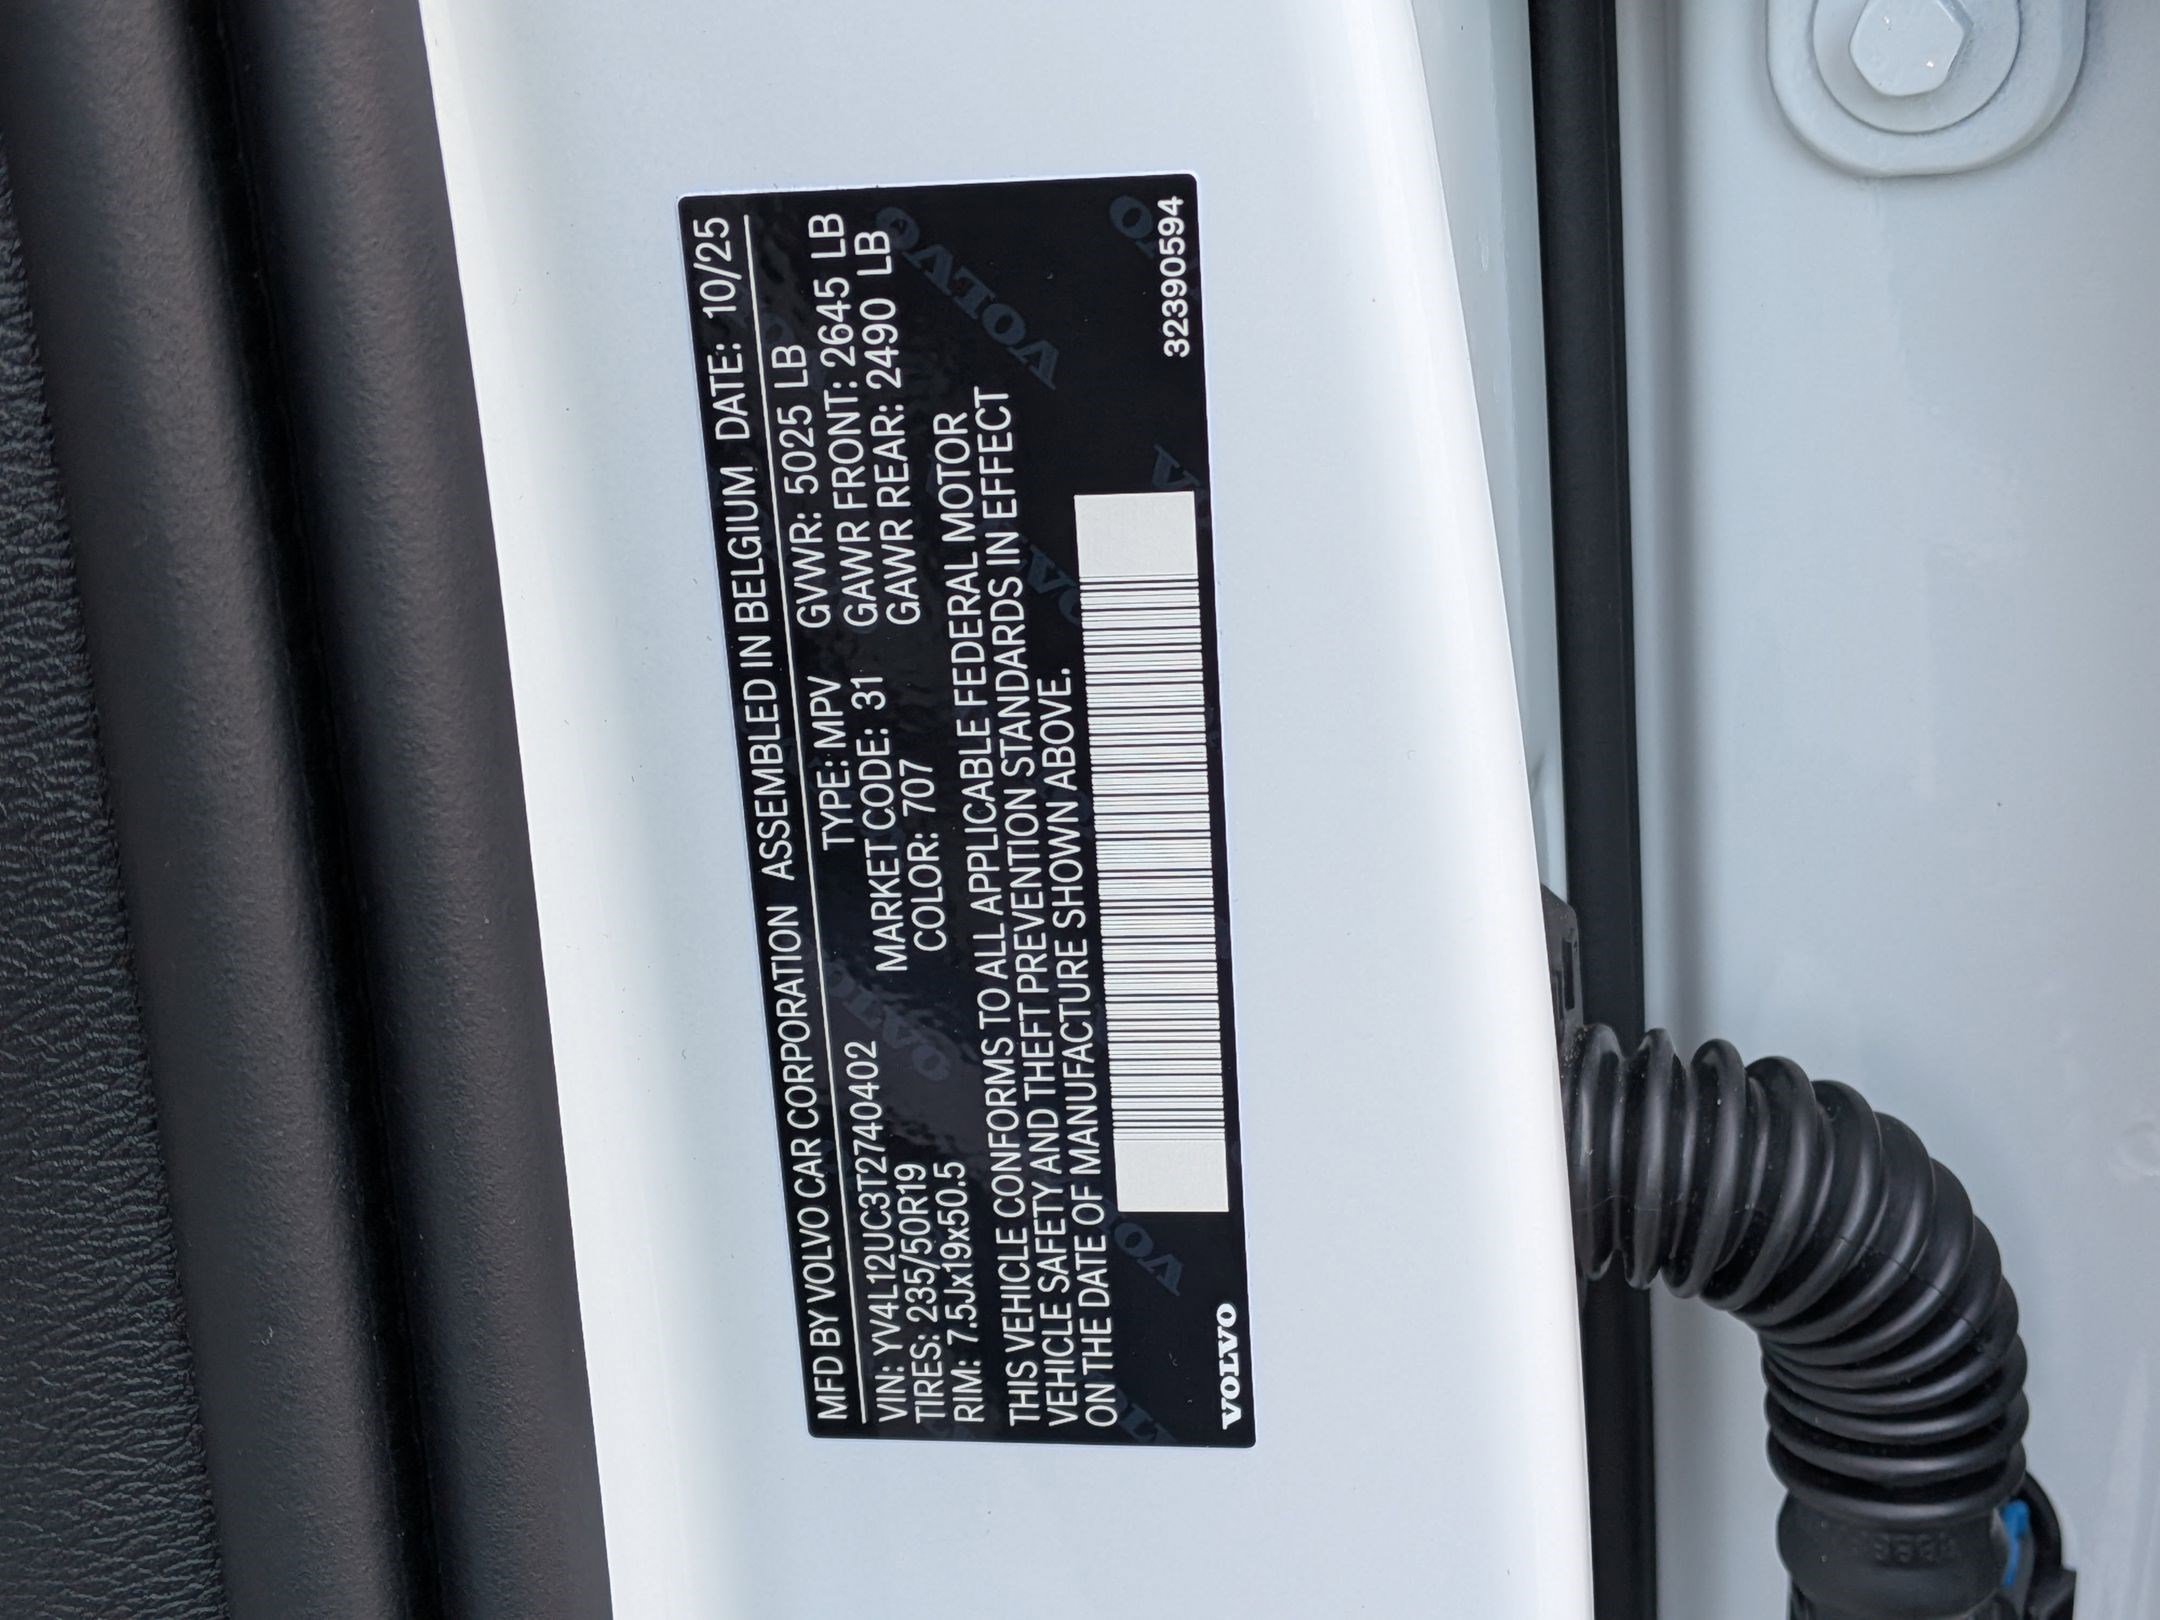 MFD BY VOLVO CAR CORPORATION ASSEMBLED IN BELGIUM DATE: 10/25
VIN: YV4L12UC3T2740402 TYPE: MPV GVWR: 5025 LB
TIRES: 235/50R19 MARKET CODE: 31 GAWR FRONT: 2645 LB
RIM: 7.5Jx19x50.5 COLOR: 707 GAWR REAR: 2490 LB
THIS VEHICLE CONFORMS TO ALL APPLICABLE FEDERAL MOTOR
VEHICLE SAFETY AND THEFT PREVENTION STANDARDS IN EFFECT
ON THE DATE OF MANUFACTURE SHOWN ABOVE.
VOLVO 32390594